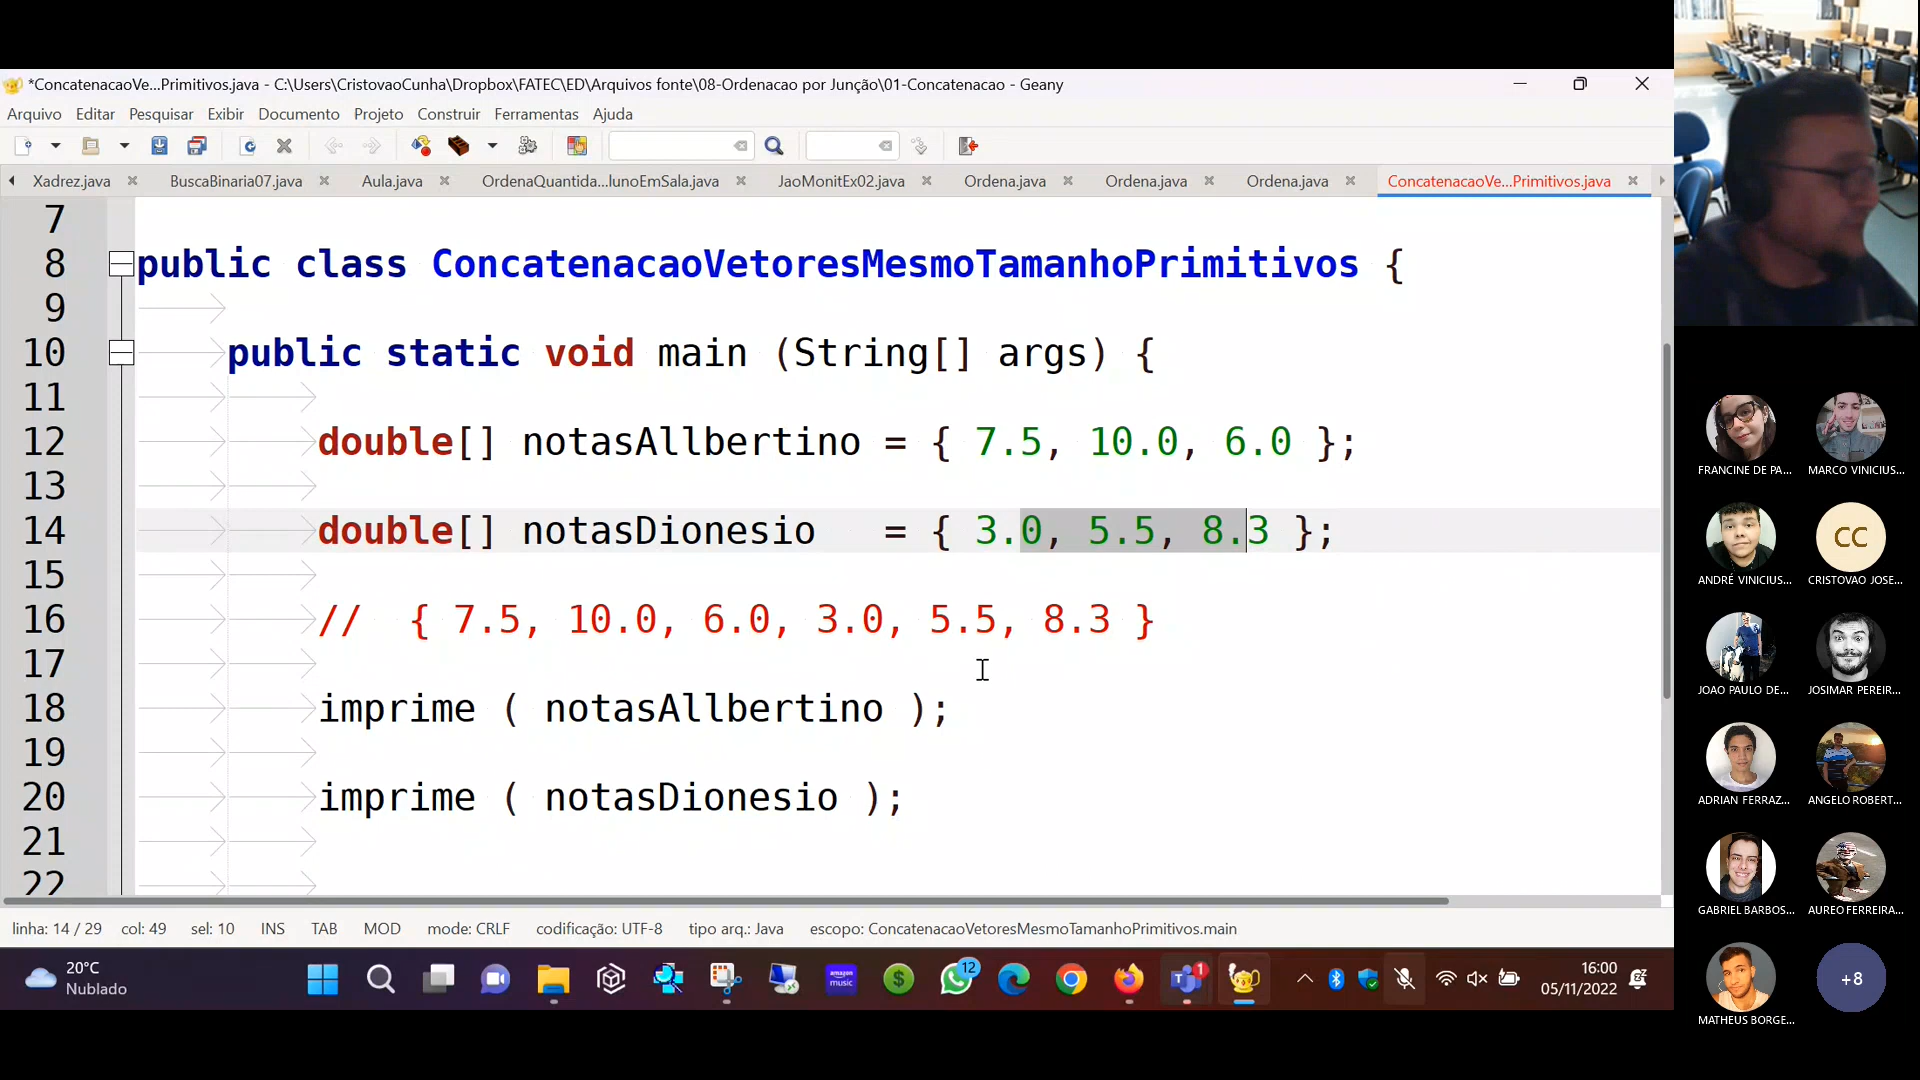 *ConcatenacaoVe...Primitivos.java - C:\Users\CristovaoCunha\Dropbox\FATEC\ED\Arquivos fonte\08-Ordenacao por Junção\01-Concatenacao - Geany
Arquivo Editar Pesquisar Exibir Documento Projeto Construir Ferramentas Ajuda
Xadrez.java BuscaBinaria07.java Aula.java OrdenaQuantida...lunoEmSala.java JaoMonitEx02.java Ordena.java Ordena.java Ordena.java ConcatenacaoVe...Primitivos.java
7
8 public class ConcatenacaoVetoresMesmoTamanhoPrimitivos {
9
10 public static void main (String[] args) {
11
12 double[] notasAllbertino = { 7.5, 10.0, 6.0 };
13
14 double[] notasDionesio = { 3.0, 5.5, 8.3 };
15
16 // { 7.5, 10.0, 6.0, 3.0, 5.5, 8.3 }
17
18 imprime ( notasAllbertino );
19
20 imprime ( notasDionesio );
21
22
linha: 14 / 29 col: 49 sel: 10 INS TAB MOD mode: CRLF codificação: UTF-8 tipo arq.: Java escopo: ConcatenacaoVetoresMesmoTamanhoPrimitivos.main
20°C
Nublado
amazon
music
12
1
16:00
05/11/2022
FRANCINE DE PA... MARCO VINICIUS...
CC
ANDRÉ VINICIUS... CRISTOVAO JOSE...
JOAO PAULO DE... JOSIMAR PEREIR...
ADRIAN FERRAZ... ANGELO ROBERT...
GABRIEL BARBOS... AUREO FERREIRA...
+8
MATHEUS BORGE...